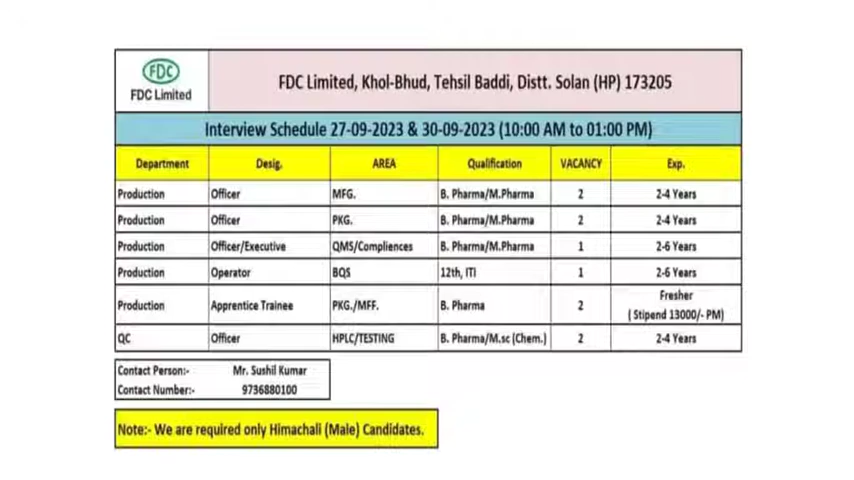 FDC
FDC Limited
FDC Limited, Khol-Bhud, Tehsil Baddi, Distt. Solan (HP) 173205
Interview Schedule 27-09-2023 & 30-09-2023 (10:00 AM to 01:00 PM)
Department Desig. AREA Qualification VACANCY Exp.
Production Officer MFG. B. Pharma/M.Pharma 2 2-4 Years
Production Officer PKG. B. Pharma/M.Pharma 2 2-4 Years
Production Officer/Executive QMS/Compliences B. Pharma/M.Pharma 1 2-6 Years
Production Operator BQS 12th, ITI 1 2-6 Years
Production Apprentice Trainee PKG./MFF. B. Pharma 2 Fresher
( Stipend 13000/- PM)
QC Officer HPLC/TESTING B. Pharma/M.sc (Chem.) 2 2-4 Years
Contact Person:- Mr. Sushil Kumar
Contact Number:- 9736880100
Note:- We are required only Himachali (Male) Candidates.